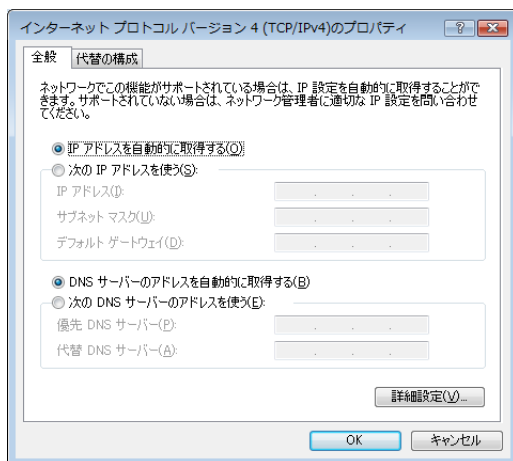 インターネット プロトコル バージョン 4 (TCP/IPv4)のプロパティ
全般 代替の構成
ネットワークでこの機能がサポートされている場合は、IP 設定を自動的に取得することがで
きます。サポートされていない場合は、ネットワーク管理者に適切な IP 設定を問い合わせ
てください。
IP アドレスを自動的に取得する(O)
次の IP アドレスを使う(S):
IP アドレス(I):
サブネット マスク(U):
デフォルト ゲートウェイ(D):
DNS サーバーのアドレスを自動的に取得する(B)
次の DNS サーバーのアドレスを使う(E):
優先 DNS サーバー(P):
代替 DNS サーバー(A):
詳細設定(V)...
OK キャンセル